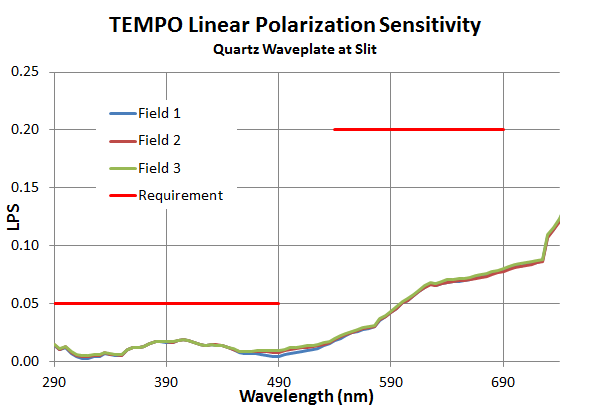 TEMPO Linear Polarization Sensitivity
Quartz Waveplate at Slit
0.25
0.20
0.15
0.10
0.05
0.00
LPS
Field 1
Field 2
Field 3
Requirement
290 390 490 590 690
Wavelength (nm)